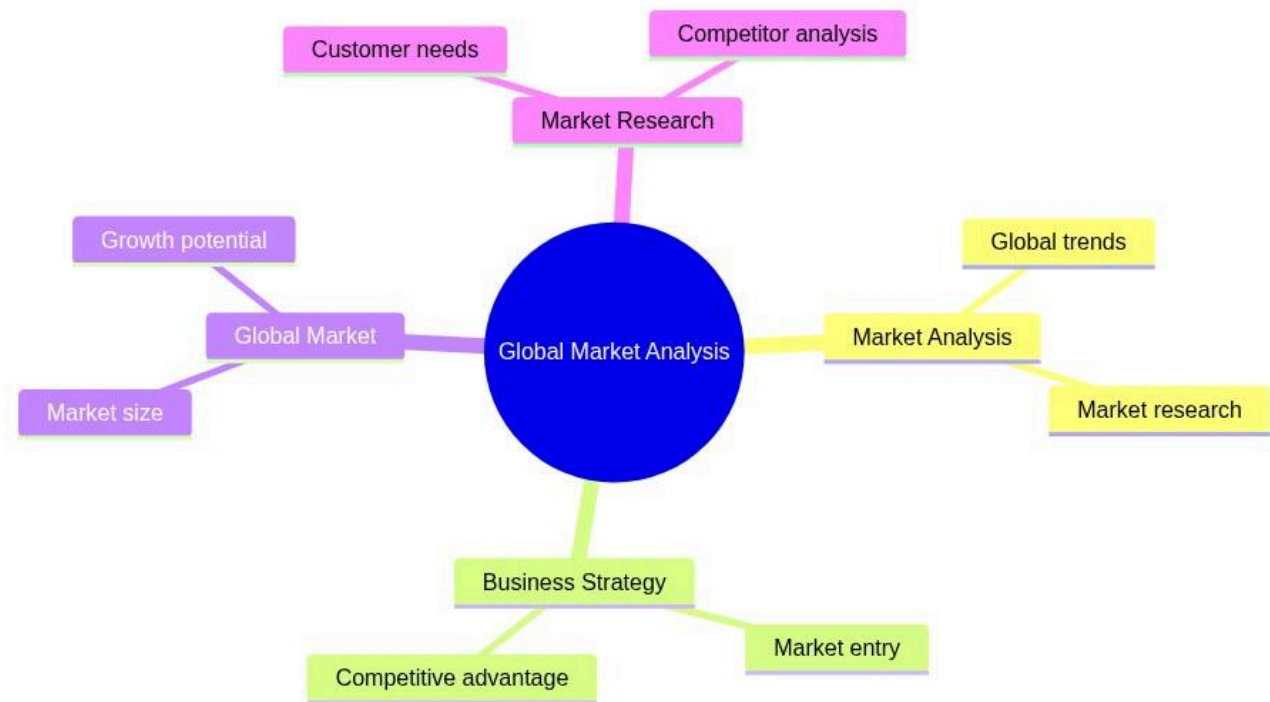 Competitor analysis
Customer needs
Market Research
Growth potential
Global trends
Global Market
Market Analysis
Global Market Analysis
Market size
Market research
Business Strategy
Market entry
Competitive advantage